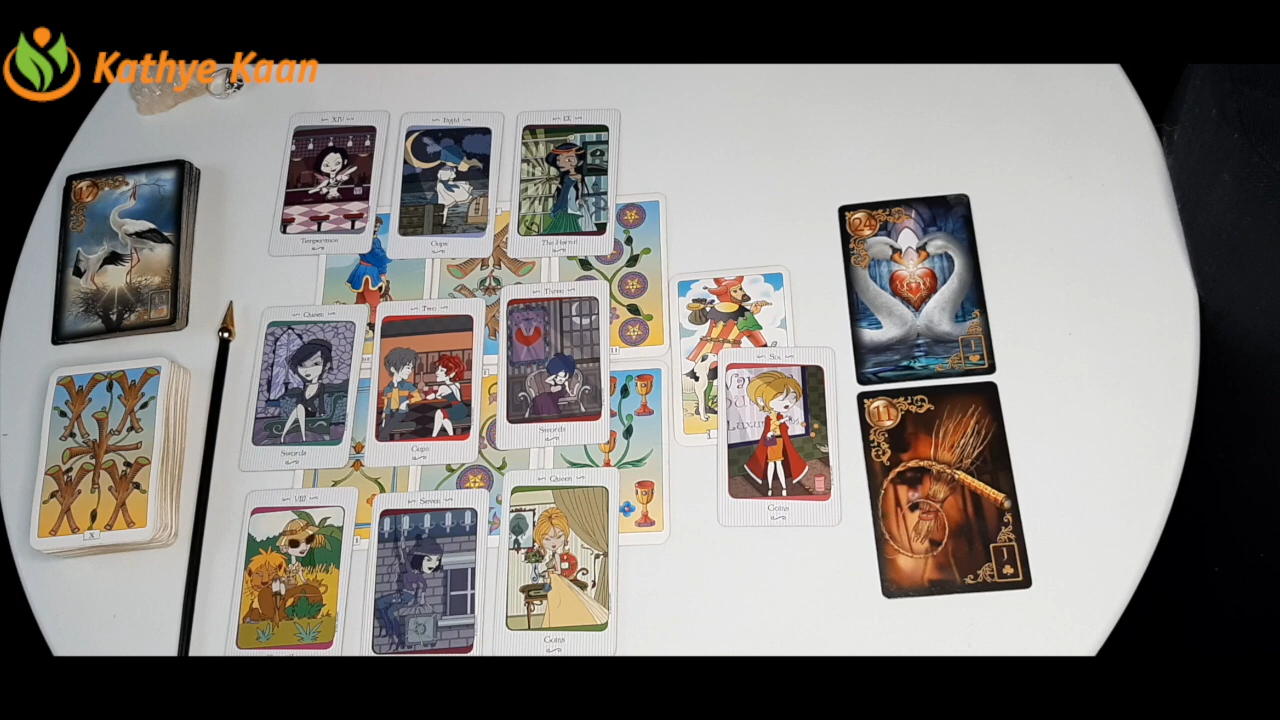 Kathye Kaan
XIV
Temperance
Eight
Cups
IX
The Hermit
17
24
J
11
J
Queen
Swords
Two
Cups
Three
Swords
Six
Coins
X
VIII
Seven
Queen
Coins